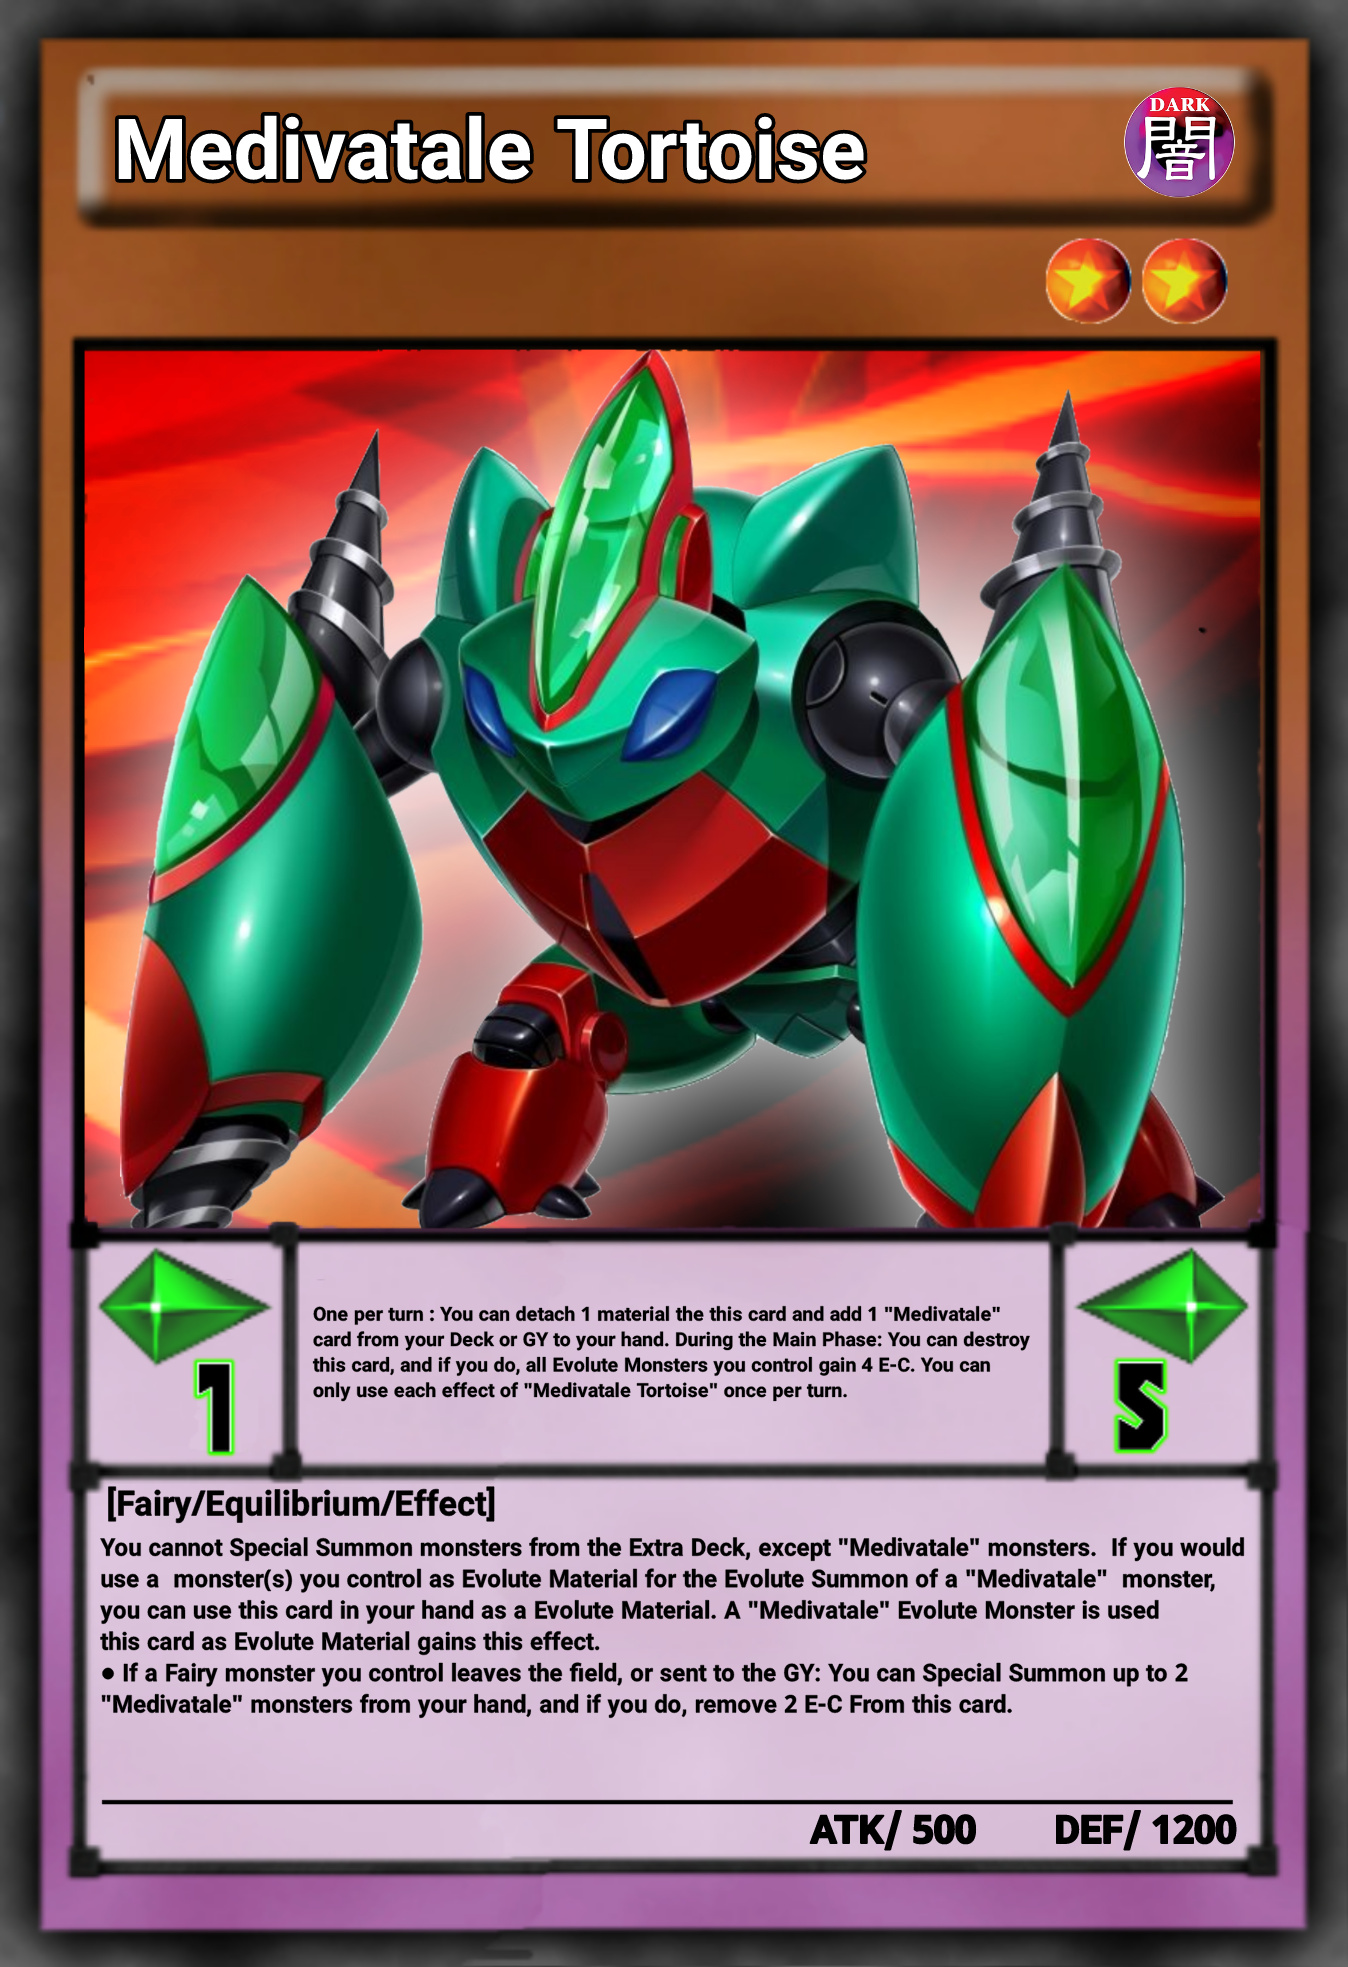 Medivatale Tortoise
DARK
闇
One per turn : You can detach 1 material the this card and add 1 "Medivatale"
card from your Deck or GY to your hand. During the Main Phase: You can destroy
this card, and if you do, all Evolute Monsters you control gain 4 E-C. You can
only use each effect of "Medivatale Tortoise" once per turn.
1
5
[Fairy/Equilibrium/Effect]
You cannot Special Summon monsters from the Extra Deck, except "Medivatale" monsters.  If you would
use a  monster(s) you control as Evolute Material for the Evolute Summon of a "Medivatale"  monster,
you can use this card in your hand as a Evolute Material. A "Medivatale" Evolute Monster is used
this card as Evolute Material gains this effect.
● If a Fairy monster you control leaves the field, or sent to the GY: You can Special Summon up to 2
"Medivatale" monsters from your hand, and if you do, remove 2 E-C From this card.
ATK/ 500 DEF/ 1200